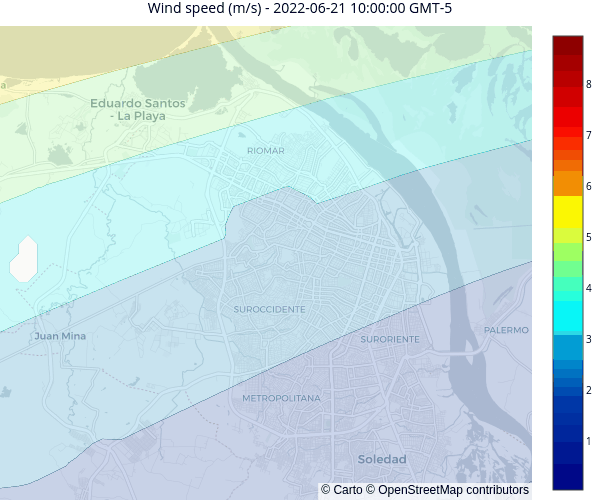 Wind speed (m/s) - 2022-06-21 10:00:00 GMT-5
a
Eduardo Santos
- La Playa
RIOMAR
SUROCCIDENTE
Juan Mina
SURORIENTE
PALERMO
METROPOLITANA
Soledad
© Carto © OpenStreetMap contributors
8
7
6
5
4
3
2
1